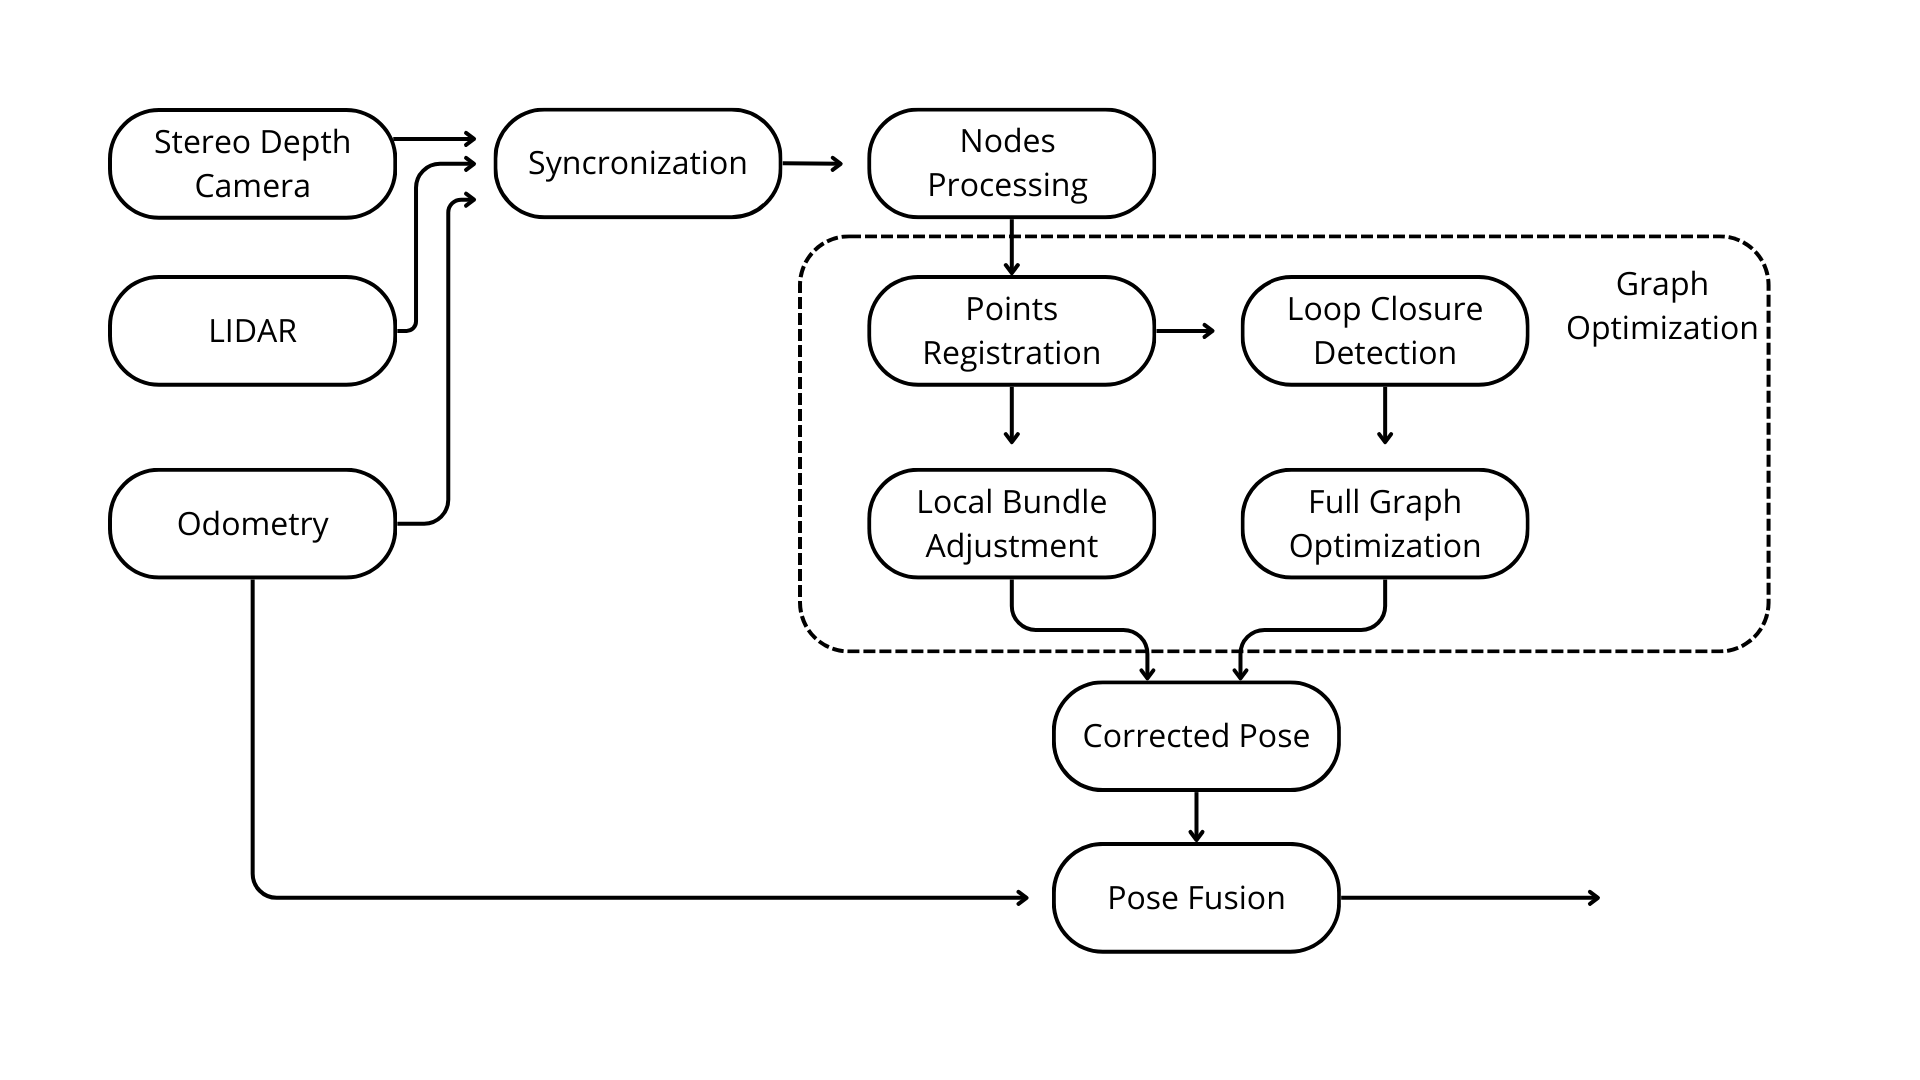 Stereo Depth
Camera
Syncronization
Nodes
Processing
LIDAR
Points
Registration
Loop Closure
Detection
Graph
Optimization
Odometry
Local Bundle
Adjustment
Full Graph
Optimization
Corrected Pose
Pose Fusion